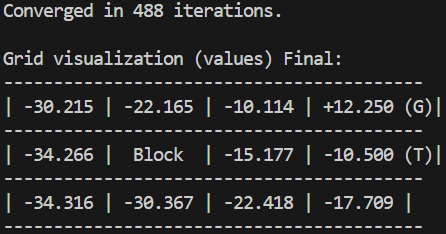 Converged in 488 iterations.
Grid visualization (values) Final:
------------------------------------------
| -30.215 | -22.165 | -10.114 | +12.250 (G)|
------------------------------------------
| -34.266 |  Block  | -15.177 | -10.500 (T)|
------------------------------------------
| -34.316 | -30.367 | -22.418 | -17.709 |
------------------------------------------